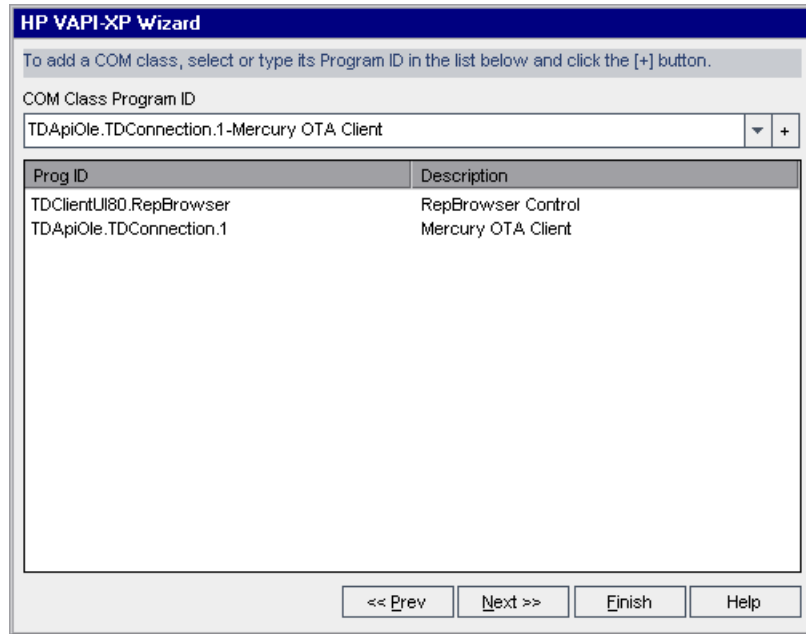 HP VAPI-XP Wizard
To add a COM class, select or type its Program ID in the list below and click the [+] button.
COM Class Program ID
TDApiOle.TDConnection.1-Mercury OTA Client +
Prog ID Description
TDClientUI80.RepBrowser RepBrowser Control
TDApiOle.TDConnection.1 Mercury OTA Client
<< Prev Next >> Finish Help